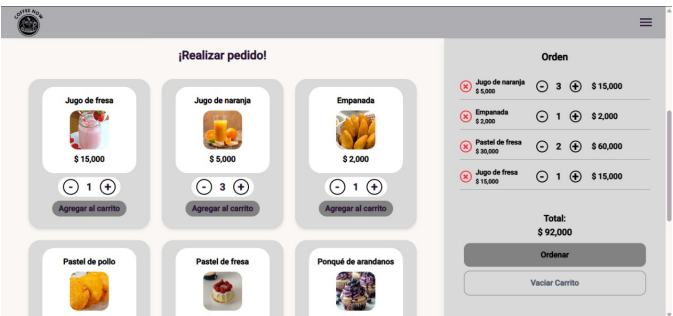 COFFEE NOW
¡Realizar pedido!
Jugo de fresa
$ 15,000
- 1 +
Agregar al carrito
Jugo de naranja
$ 5,000
- 3 +
Agregar al carrito
Empanada
$ 2,000
- 1 +
Agregar al carrito
Pastel de pollo
Pastel de fresa
Ponqué de arandanos
Orden
Jugo de naranja
$ 5,000
- 3 + $ 15,000
Empanada
$ 2,000
- 1 + $ 2,000
Pastel de fresa
$ 30,000
- 2 + $ 60,000
Jugo de fresa
$ 15,000
- 1 + $ 15,000
Total:
$ 92,000
Ordenar
Vaciar Carrito